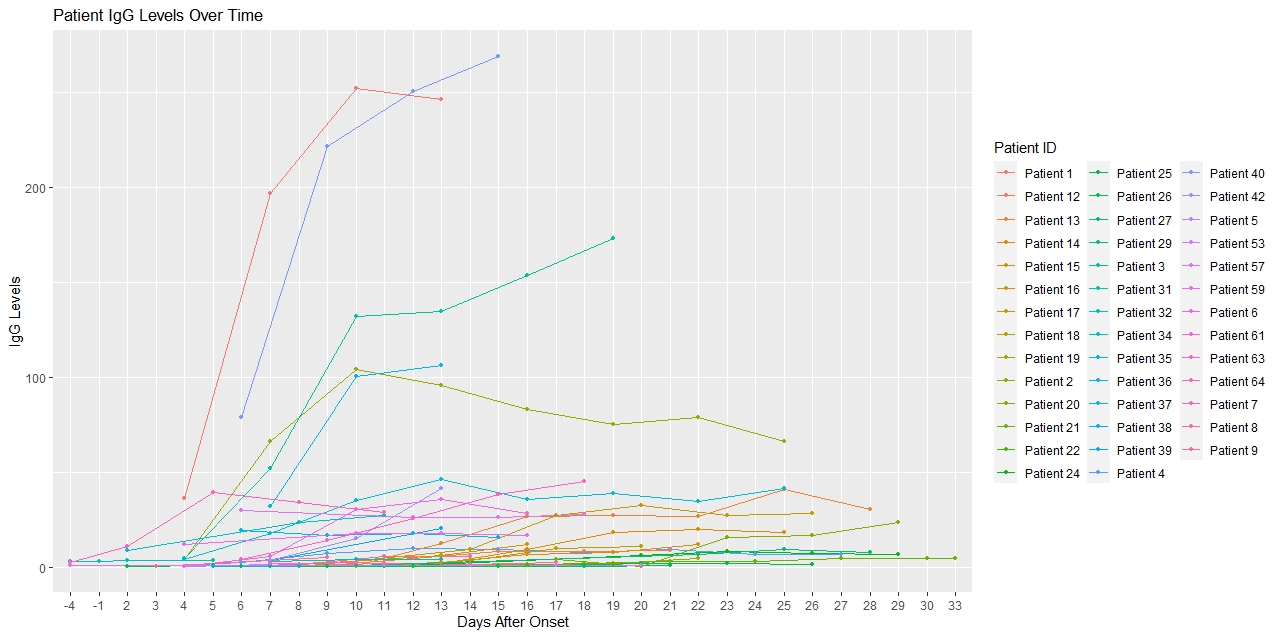 Patient IgG Levels Over Time
IgG Levels
200
100
0
-4 -1 2 3 4 5 6 7 8 9 10 11 12 13 14 15 16 17 18 19 20 21 22 23 24 25 26 27 28 29 30 33
Days After Onset
Patient ID
Patient 1
Patient 12
Patient 13
Patient 14
Patient 15
Patient 16
Patient 17
Patient 18
Patient 19
Patient 2
Patient 20
Patient 21
Patient 22
Patient 24
Patient 25
Patient 26
Patient 27
Patient 29
Patient 3
Patient 31
Patient 32
Patient 34
Patient 35
Patient 36
Patient 37
Patient 38
Patient 39
Patient 4
Patient 40
Patient 42
Patient 5
Patient 53
Patient 57
Patient 59
Patient 6
Patient 61
Patient 63
Patient 64
Patient 7
Patient 8
Patient 9